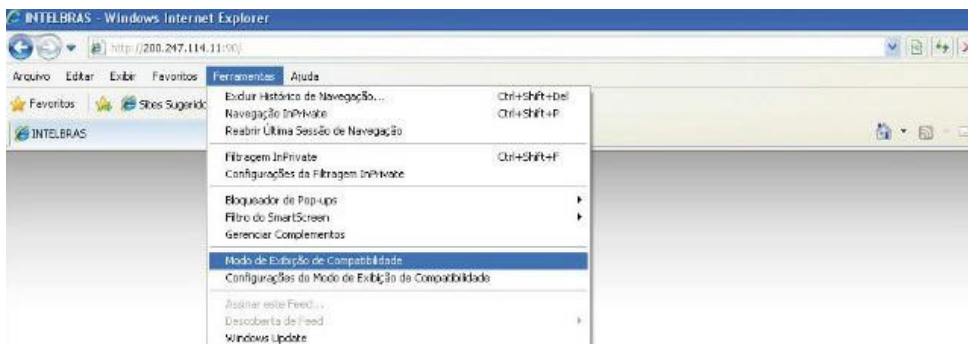 INTELBRAS - Windows Internet Explorer
http://200.247.114.11:90/
Arquivo Editar Exibir Favoritos Ferramentas Ajuda
Favoritos Sites Sugerido
INTELBRAS
Excluir Histórico de Navegação... Ctrl+Shift+Del
Navegação InPrivate Ctrl+Shift+P
Reabrir Última Sessão de Navegação
Filtragem InPrivate Ctrl+Shift+F
Configurações da Filtragem InPrivate
Bloqueador de Pop-ups
Filtro do SmartScreen
Gerenciar Complementos
Modo de Exibição de Compatibilidade
Configurações do Modo de Exibição de Compatibilidade
Assinar este Feed...
Descoberta de Feed
Windows Update